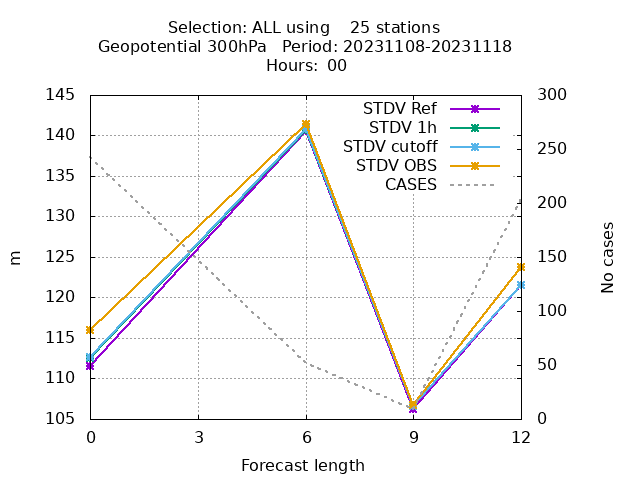 Selection: ALL using    25 stations
Geopotential 300hPa   Period: 20231108-20231118
Hours:  00
145 300
STDV Ref
STDV 1h
140
STDV cutoff
250
STDV OBS
135
CASES
130 200
125 150
120
115 100
110 50
105 0
0 3 6 9 12
Forecast length
m
No cases